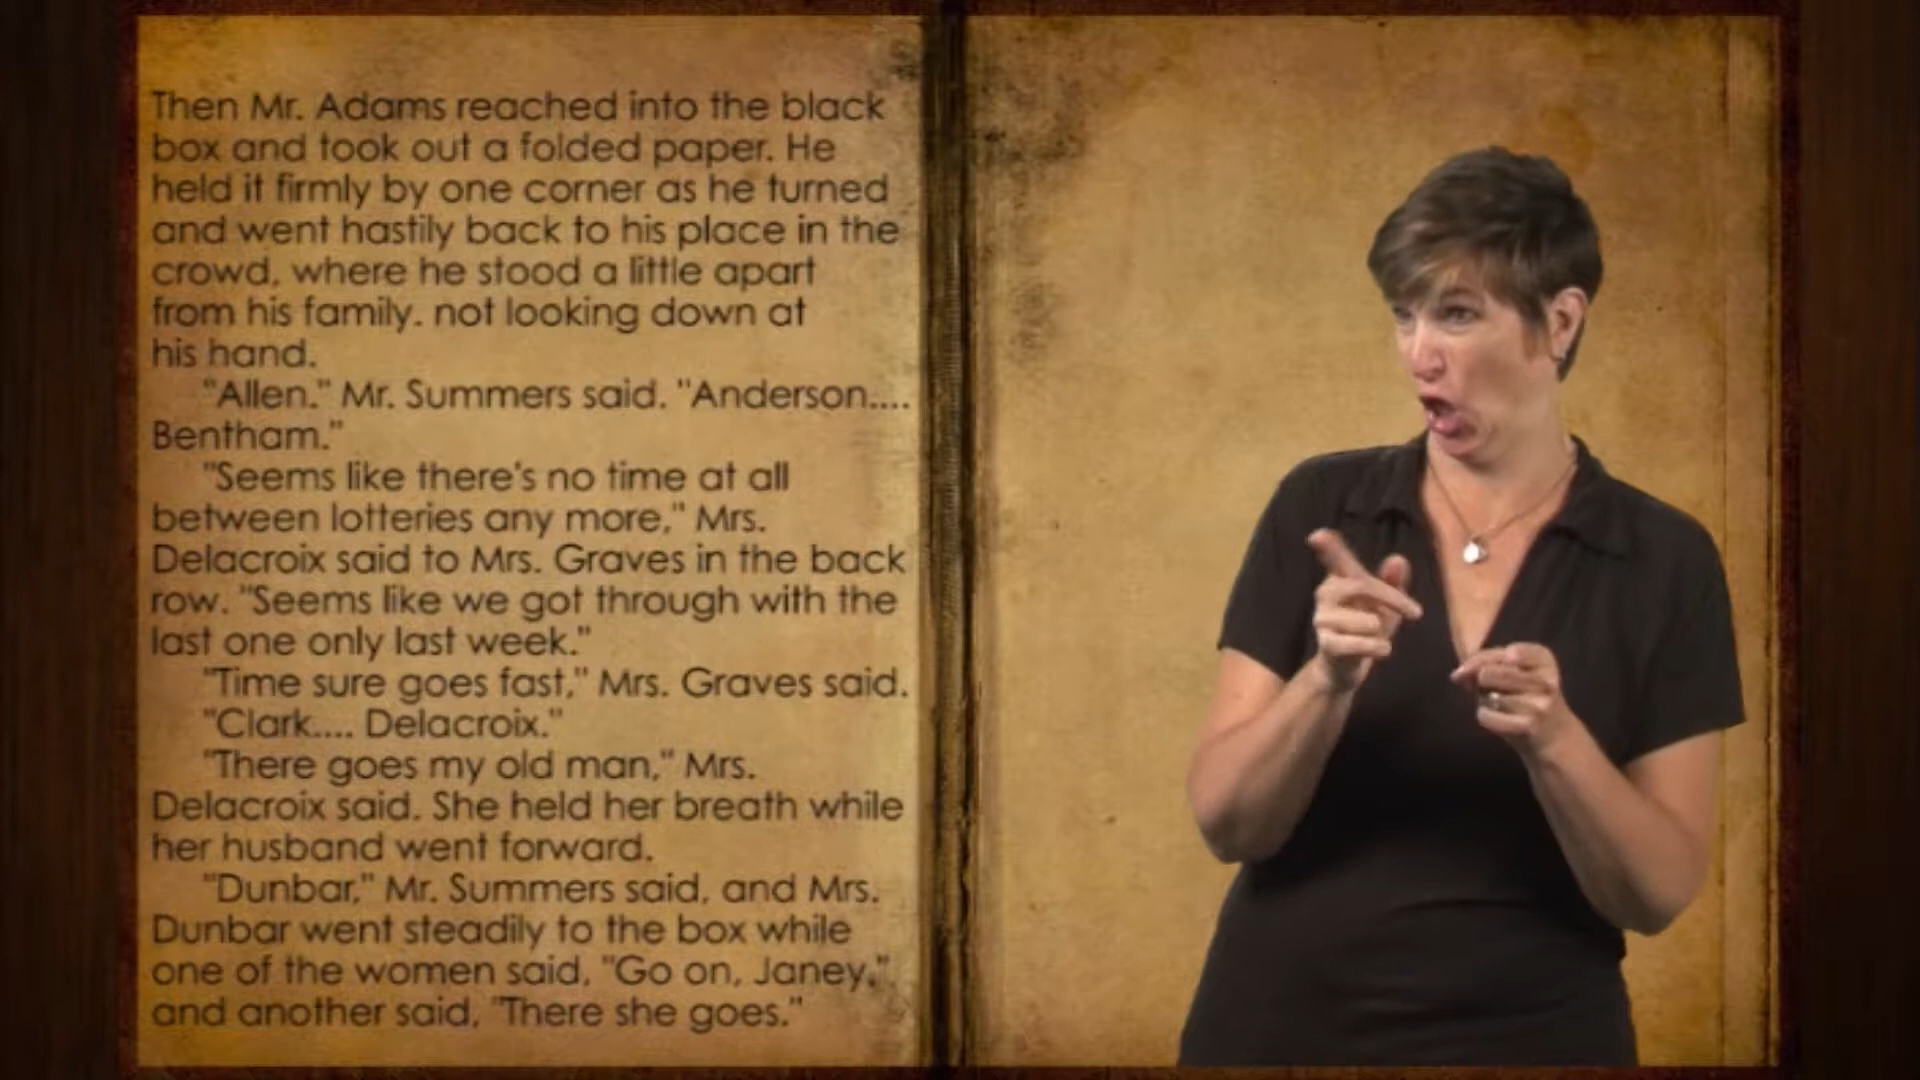 Then Mr. Adams reached into the black
box and took out a folded paper. He
held it firmly by one corner as he turned
and went hastily back to his place in the
crowd, where he stood a little apart
from his family. not looking down at
his hand.
"Allen." Mr. Summers said. "Anderson....
Bentham."
"Seems like there's no time at all
between lotteries any more," Mrs.
Delacroix said to Mrs. Graves in the back
row. "Seems like we got through with the
last one only last week."
"Time sure goes fast," Mrs. Graves said.
"Clark.... Delacroix."
"There goes my old man," Mrs.
Delacroix said. She held her breath while
her husband went forward.
"Dunbar," Mr. Summers said, and Mrs.
Dunbar went steadily to the box while
one of the women said, "Go on, Janey,"
and another said, "There she goes."